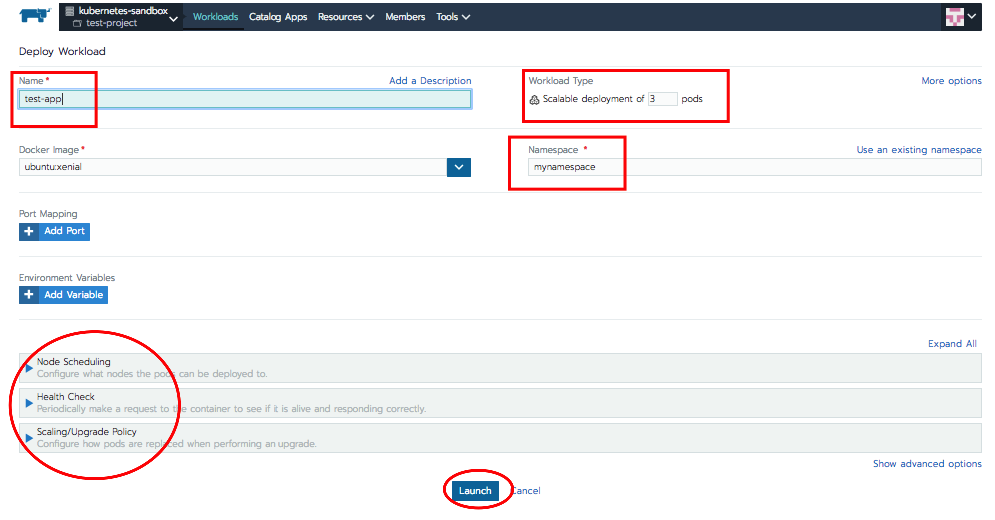 kubernetes-sandbox
test-project
Workloads Catalog Apps Resources Members Tools
Deploy Workload
Name* Add a Description
test-app
Workload Type More options
Scalable deployment of 3 pods
Docker Image*
ubuntu:xenial
Namespace * Use an existing namespace
mynamespace
Port Mapping
+ Add Port
Environment Variables
+ Add Variable
Expand All
Node Scheduling
Configure what nodes the pods can be deployed to.
Health Check
Periodically make a request to the container to see if it is alive and responding correctly.
Scaling/Upgrade Policy
Configure how pods are replaced when performing an upgrade.
Show advanced options
Launch Cancel